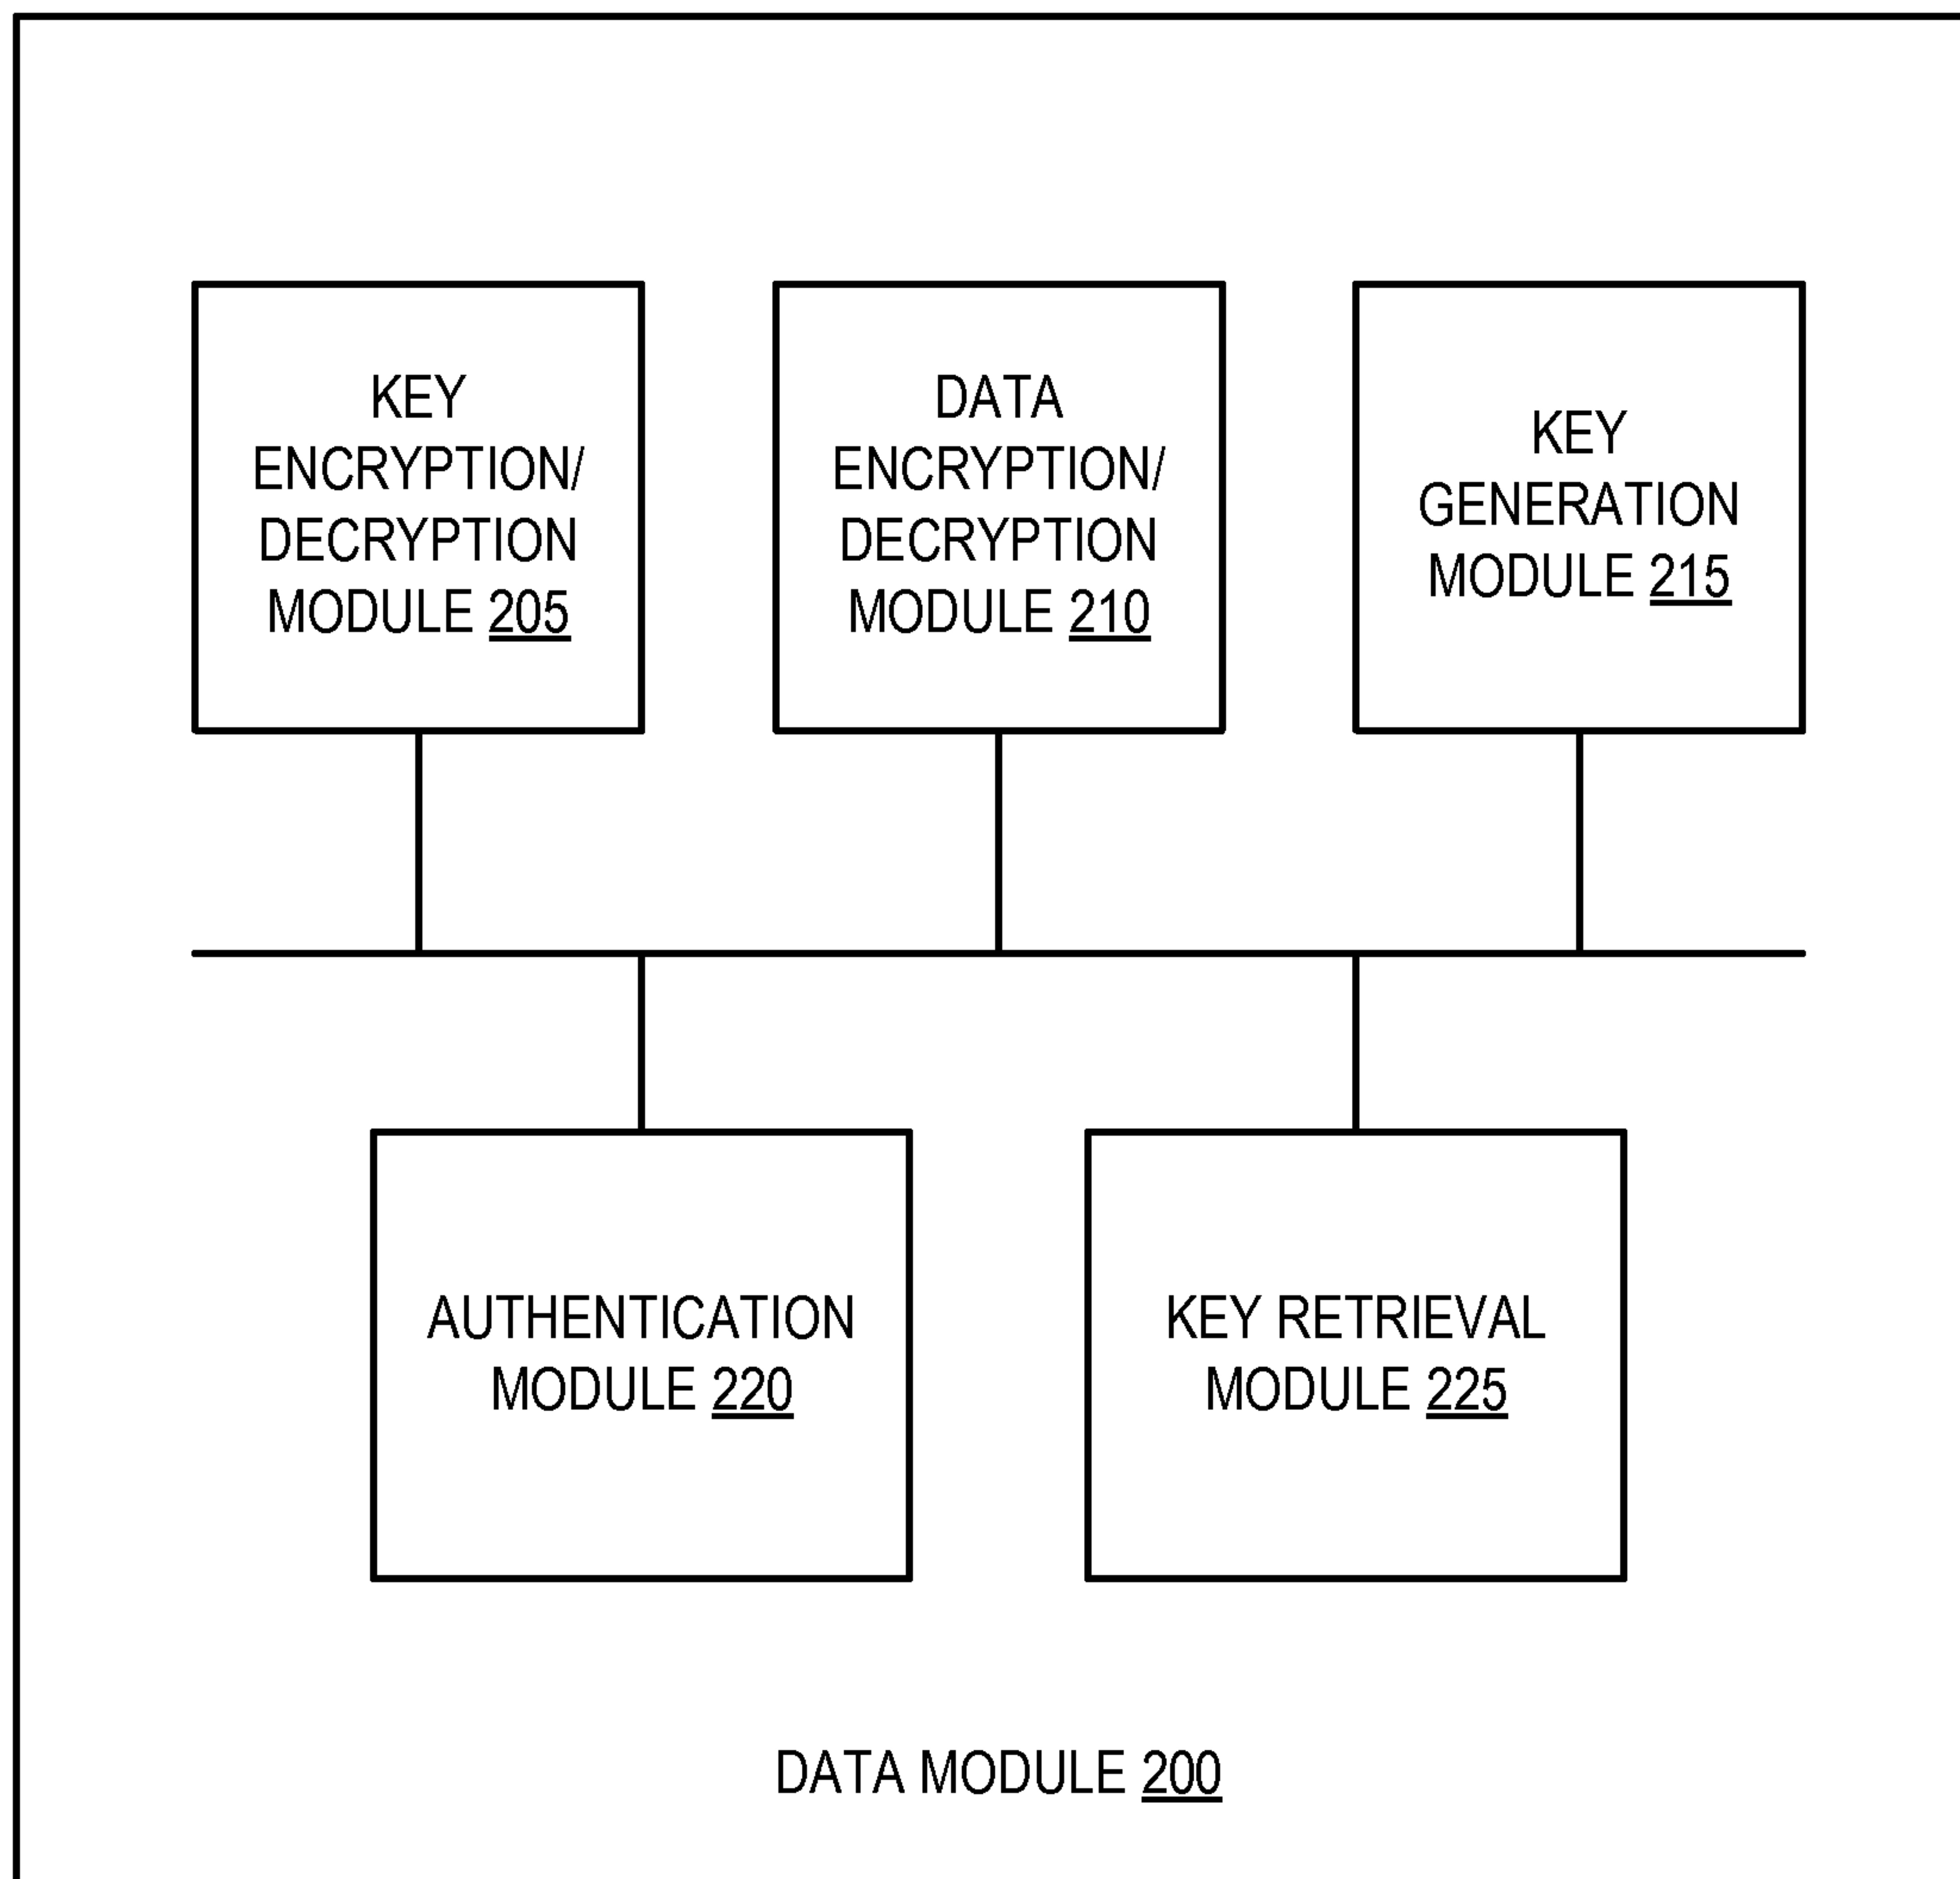 KEY
ENCRYPTION/
DECRYPTION
MODULE 205
DATA
ENCRYPTION/
DECRYPTION
MODULE 210
KEY
GENERATION
MODULE 215
AUTHENTICATION
MODULE 220
KEY RETRIEVAL
MODULE 225
DATA MODULE 200